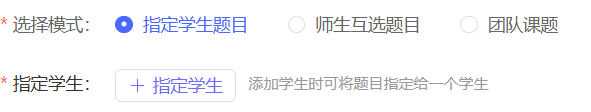 * 选择模式： 指定学生题目 师生互选题目 团队课题
* 指定学生： + 指定学生 添加学生时可将题目指定给一个学生